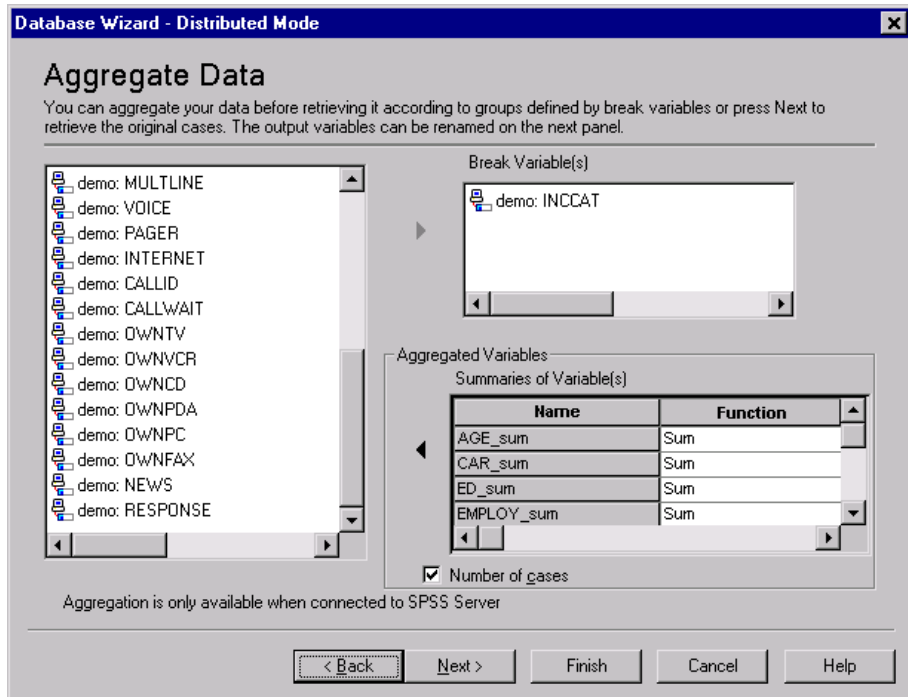 Database Wizard - Distributed Mode
Aggregate Data
You can aggregate your data before retrieving it according to groups defined by break variables or press Next to
retrieve the original cases. The output variables can be renamed on the next panel.
demo: MULTLINE
demo: VOICE
demo: PAGER
demo: INTERNET
demo: CALLID
demo: CALLWAIT
demo: OWNTV
demo: OWNVCR
demo: OWNCD
demo: OWNPDA
demo: OWNPC
demo: OWNFAX
demo: NEWS
demo: RESPONSE
Break Variable(s)
demo: INCCAT
Aggregated Variables
Summaries of Variable(s)
Name Function
AGE_sum Sum
CAR_sum Sum
ED_sum Sum
EMPLOY_sum Sum
Number of cases
Aggregation is only available when connected to SPSS Server
< Back Next > Finish Cancel Help